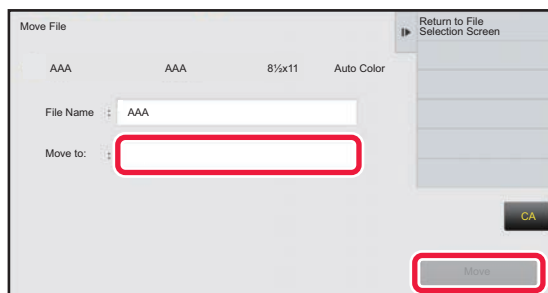 Move File
Return to File
Selection Screen
AAA AAA 8½x11 Auto Color
File Name : AAA
Move to: :
CA
Move